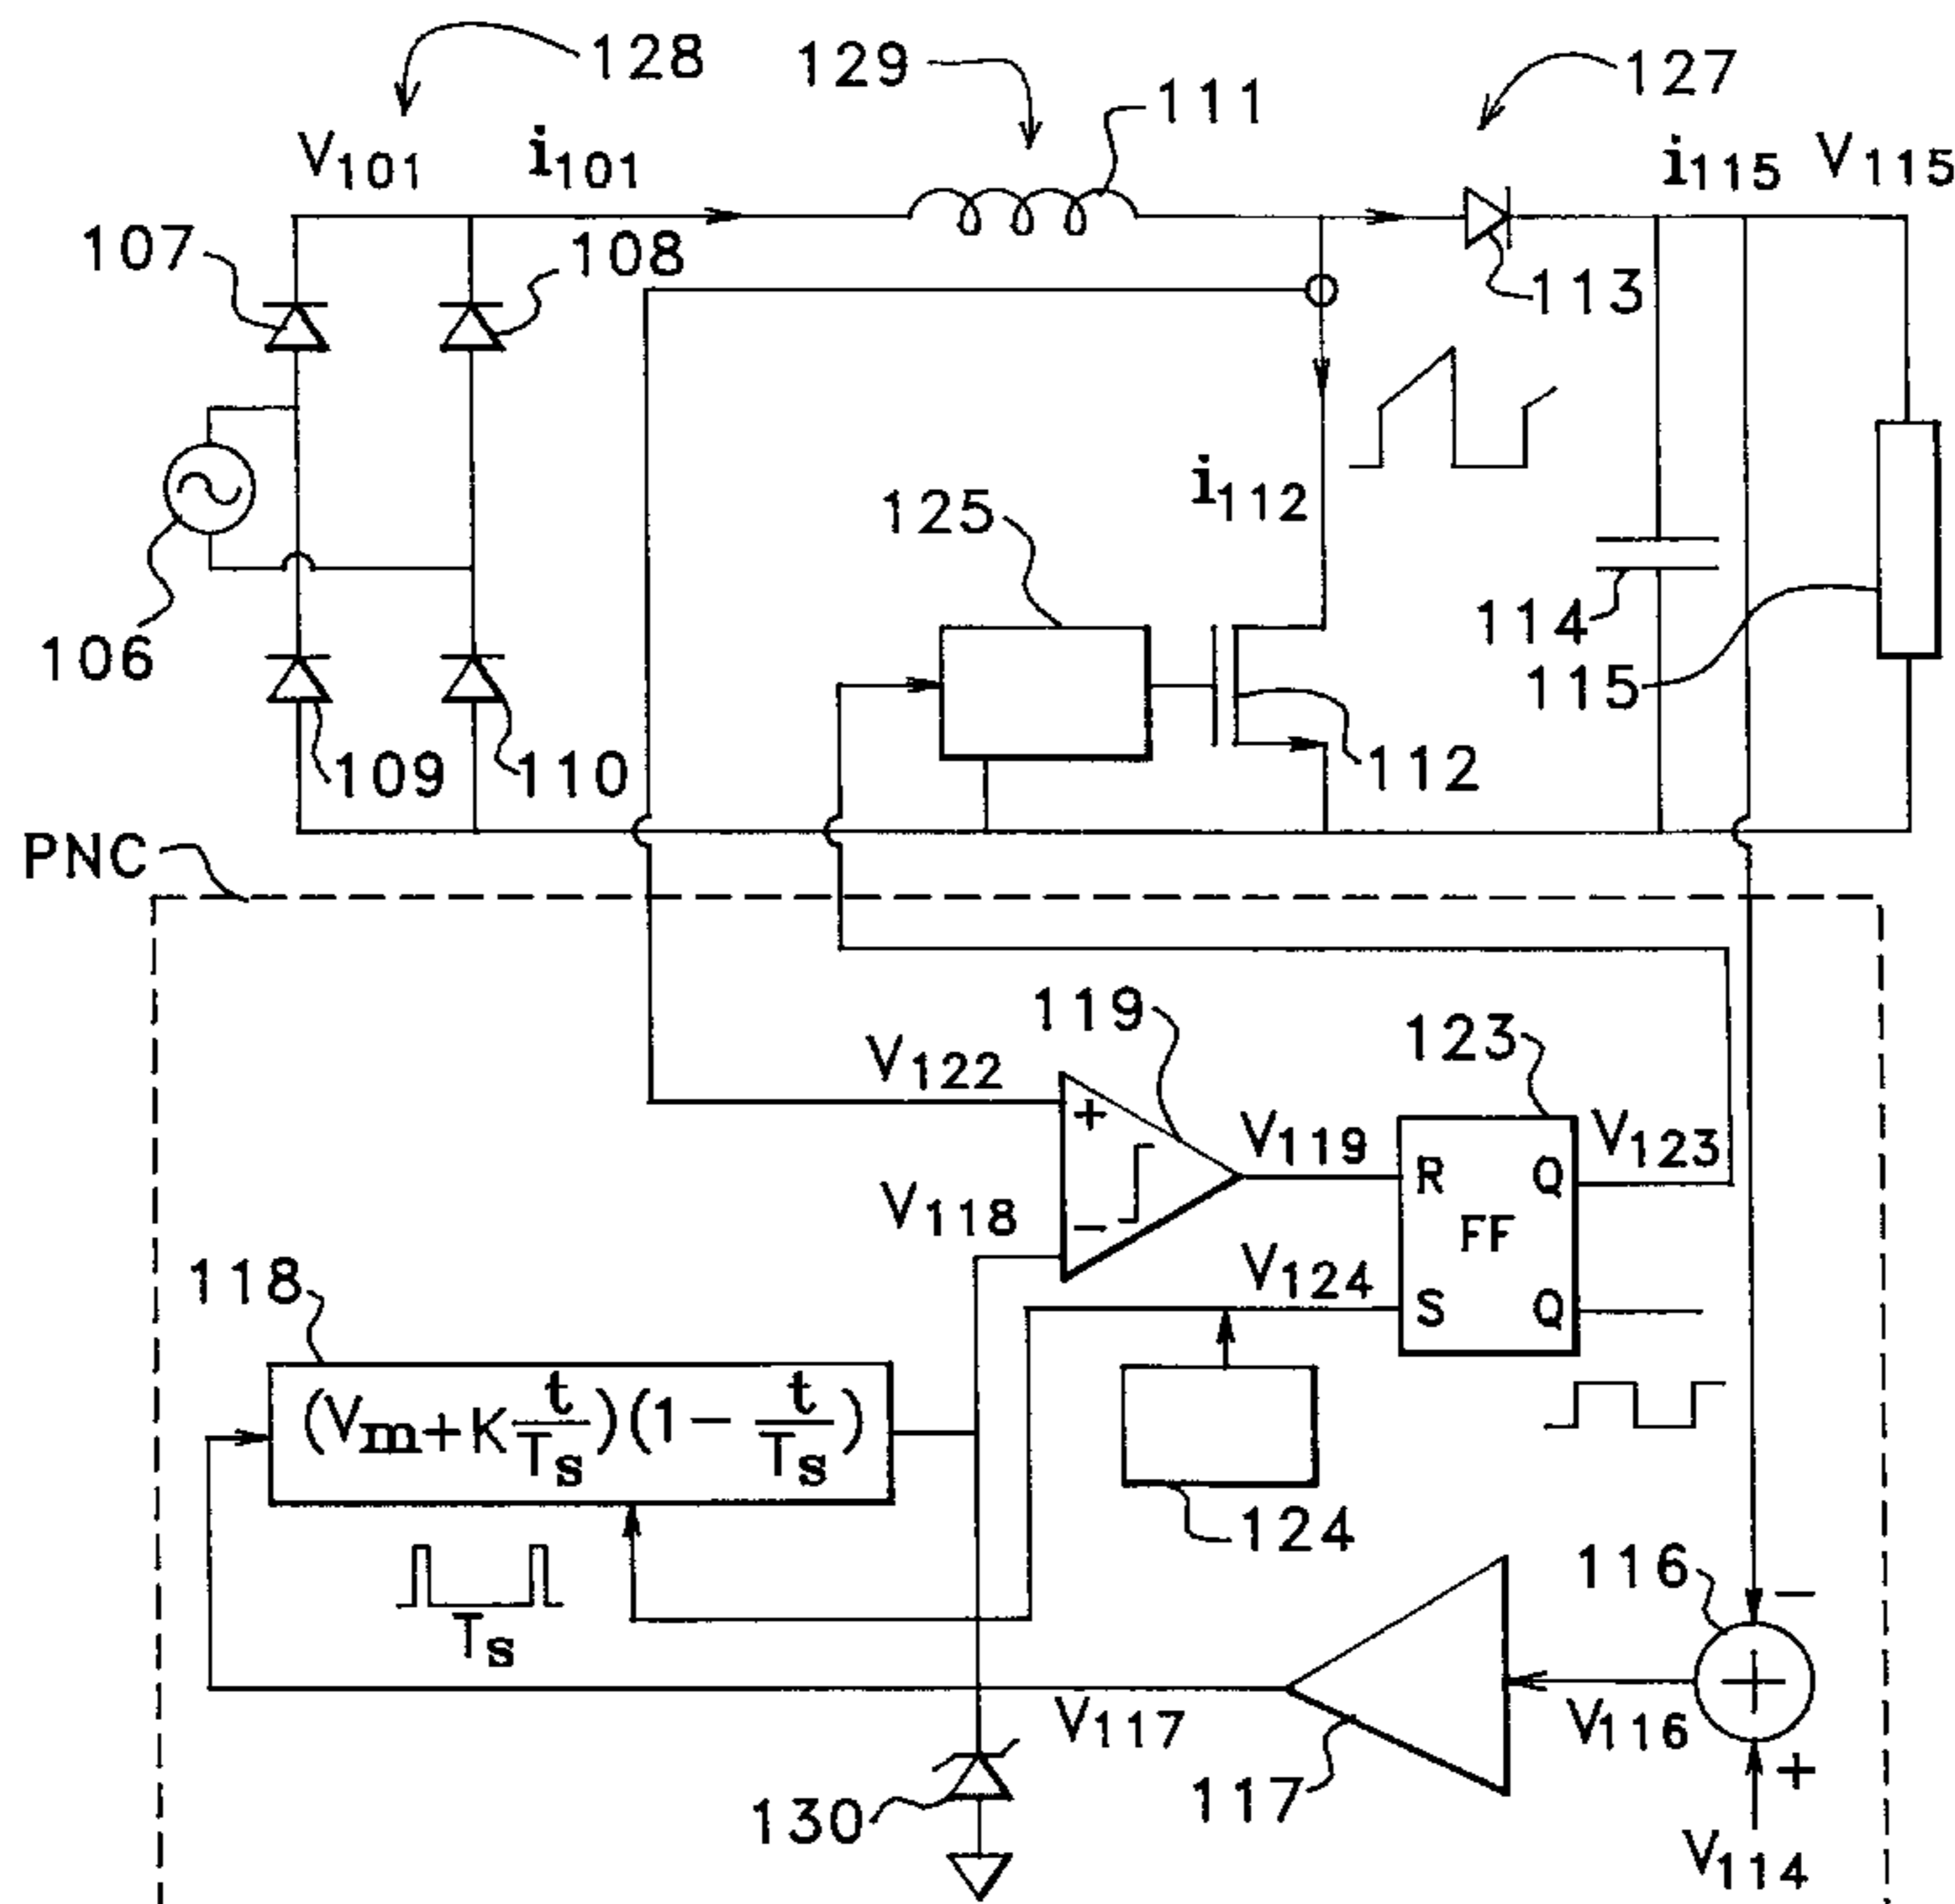 128
129
111
127
V101
i101
i115
V115
107
108
113
i112
125
106
114
115
109
110
112
PNC
119
123
V122
V119
V123
R
Q
V118
FF
V124
118
S
Q
(Vm+K t/Ts)(1− t/Ts)
124
Ts
116
−
+
V117
V116
117
130
+
V114